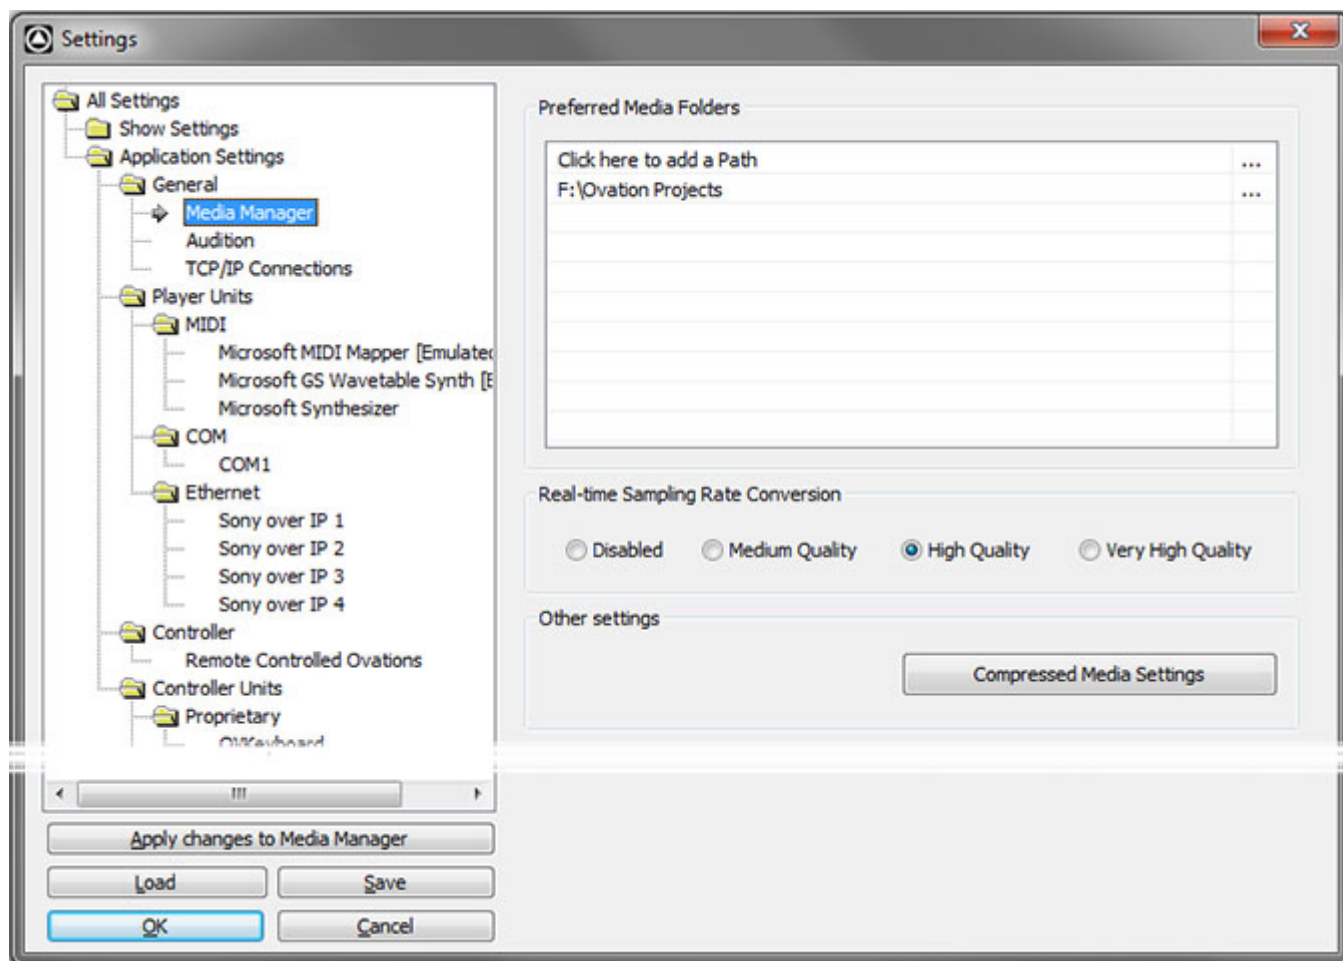 Settings
All Settings
Show Settings
Application Settings
General
Media Manager
Audition
TCP/IP Connections
Player Units
MIDI
Microsoft MIDI Mapper [Emulated
Microsoft GS Wavetable Synth [E
Microsoft Synthesizer
COM
COM1
Ethernet
Sony over IP 1
Sony over IP 2
Sony over IP 3
Sony over IP 4
Controller
Remote Controlled Ovations
Controller Units
Proprietary
OVKeyboard
Apply changes to Media Manager
Load Save
OK Cancel
Preferred Media Folders
Click here to add a Path ...
F:\Ovation Projects ...
Real-time Sampling Rate Conversion
Disabled Medium Quality High Quality Very High Quality
Other settings
Compressed Media Settings